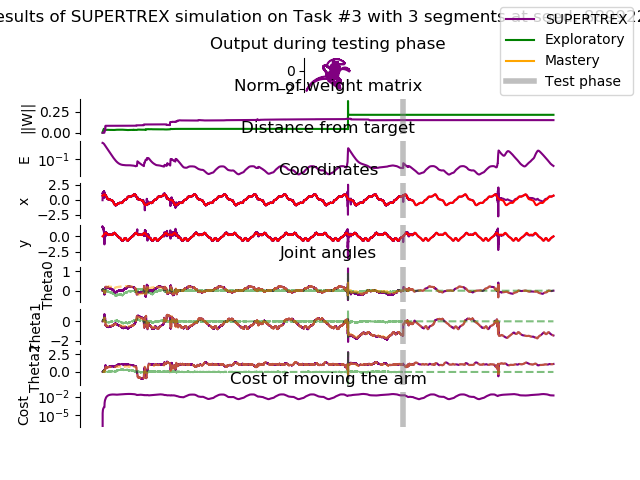 esults of SUPERTREX simulation on Task #3 with 3 segments at seed
SUPERTREX
Exploratory
Mastery
Test phase
Output during testing phase
0
−2
Norm of weight matrix
||W||
0.25
0.00
Distance from target
E
10⁻¹
Coordinates
x
2.5
0.0
−2.5
y
0.0
−2.5
Joint angles
Theta0
1
0
Theta1
0
−2
Theta2
2.5
0.0
Cost of moving the arm
Cost
10⁻²
10⁻⁵